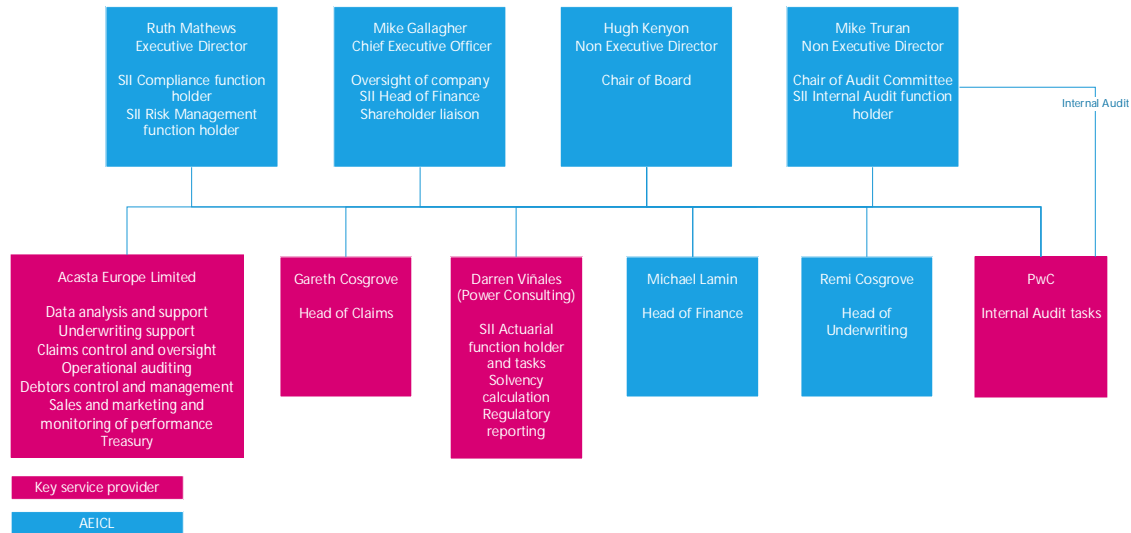 Ruth Mathews
Executive Director
SII Compliance function
holder
SII Risk Management
function holder
Mike Gallagher
Chief Executive Officer
Oversight of company
SII Head of Finance
Shareholder liaison
Hugh Kenyon
Non Executive Director
Chair of Board
Mike Truran
Non Executive Director
Chair of Audit Committee
SII Internal Audit function
holder
Internal Audit
Acasta Europe Limited
Data analysis and support
Underwriting support
Claims control and oversight
Operational auditing
Debtors control and management
Sales and marketing and
monitoring of performance
Treasury
Gareth Cosgrove
Head of Claims
Darren Viñales
(Power Consulting)
SII Actuarial
function holder
and tasks
Solvency
calculation
Regulatory
reporting
Michael Lamin
Head of Finance
Remi Cosgrove
Head of
Underwriting
PwC
Internal Audit tasks
Key service provider
AEICL